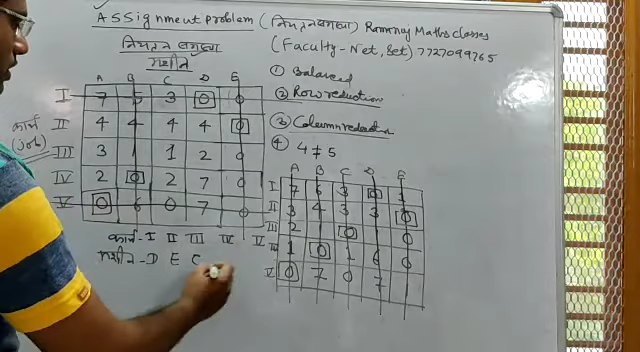 Assignment Problem (नियतन समस्या) Ramraj Maths classes
(Faculty - Net, Set) 7727099765
नियतन समस्या
मशीन
A B C D E
I 7 5 3 0 0
II 4 4 4 4 0
III 3 1 1 2 0
IV 2 0 2 7 0
V 0 6 0 7 0
कार्य
(job)
कार्य - I II III IV V
मशीन - D E C
① Balanced
② Row reduction
③ Column reduction
④ 4 ≠ 5
A B C D E
I 7 5 3 0 1
II 3 4 3 3 0
III 2 0 0
IV 1 0 1 6 0
V 0 7 0 7